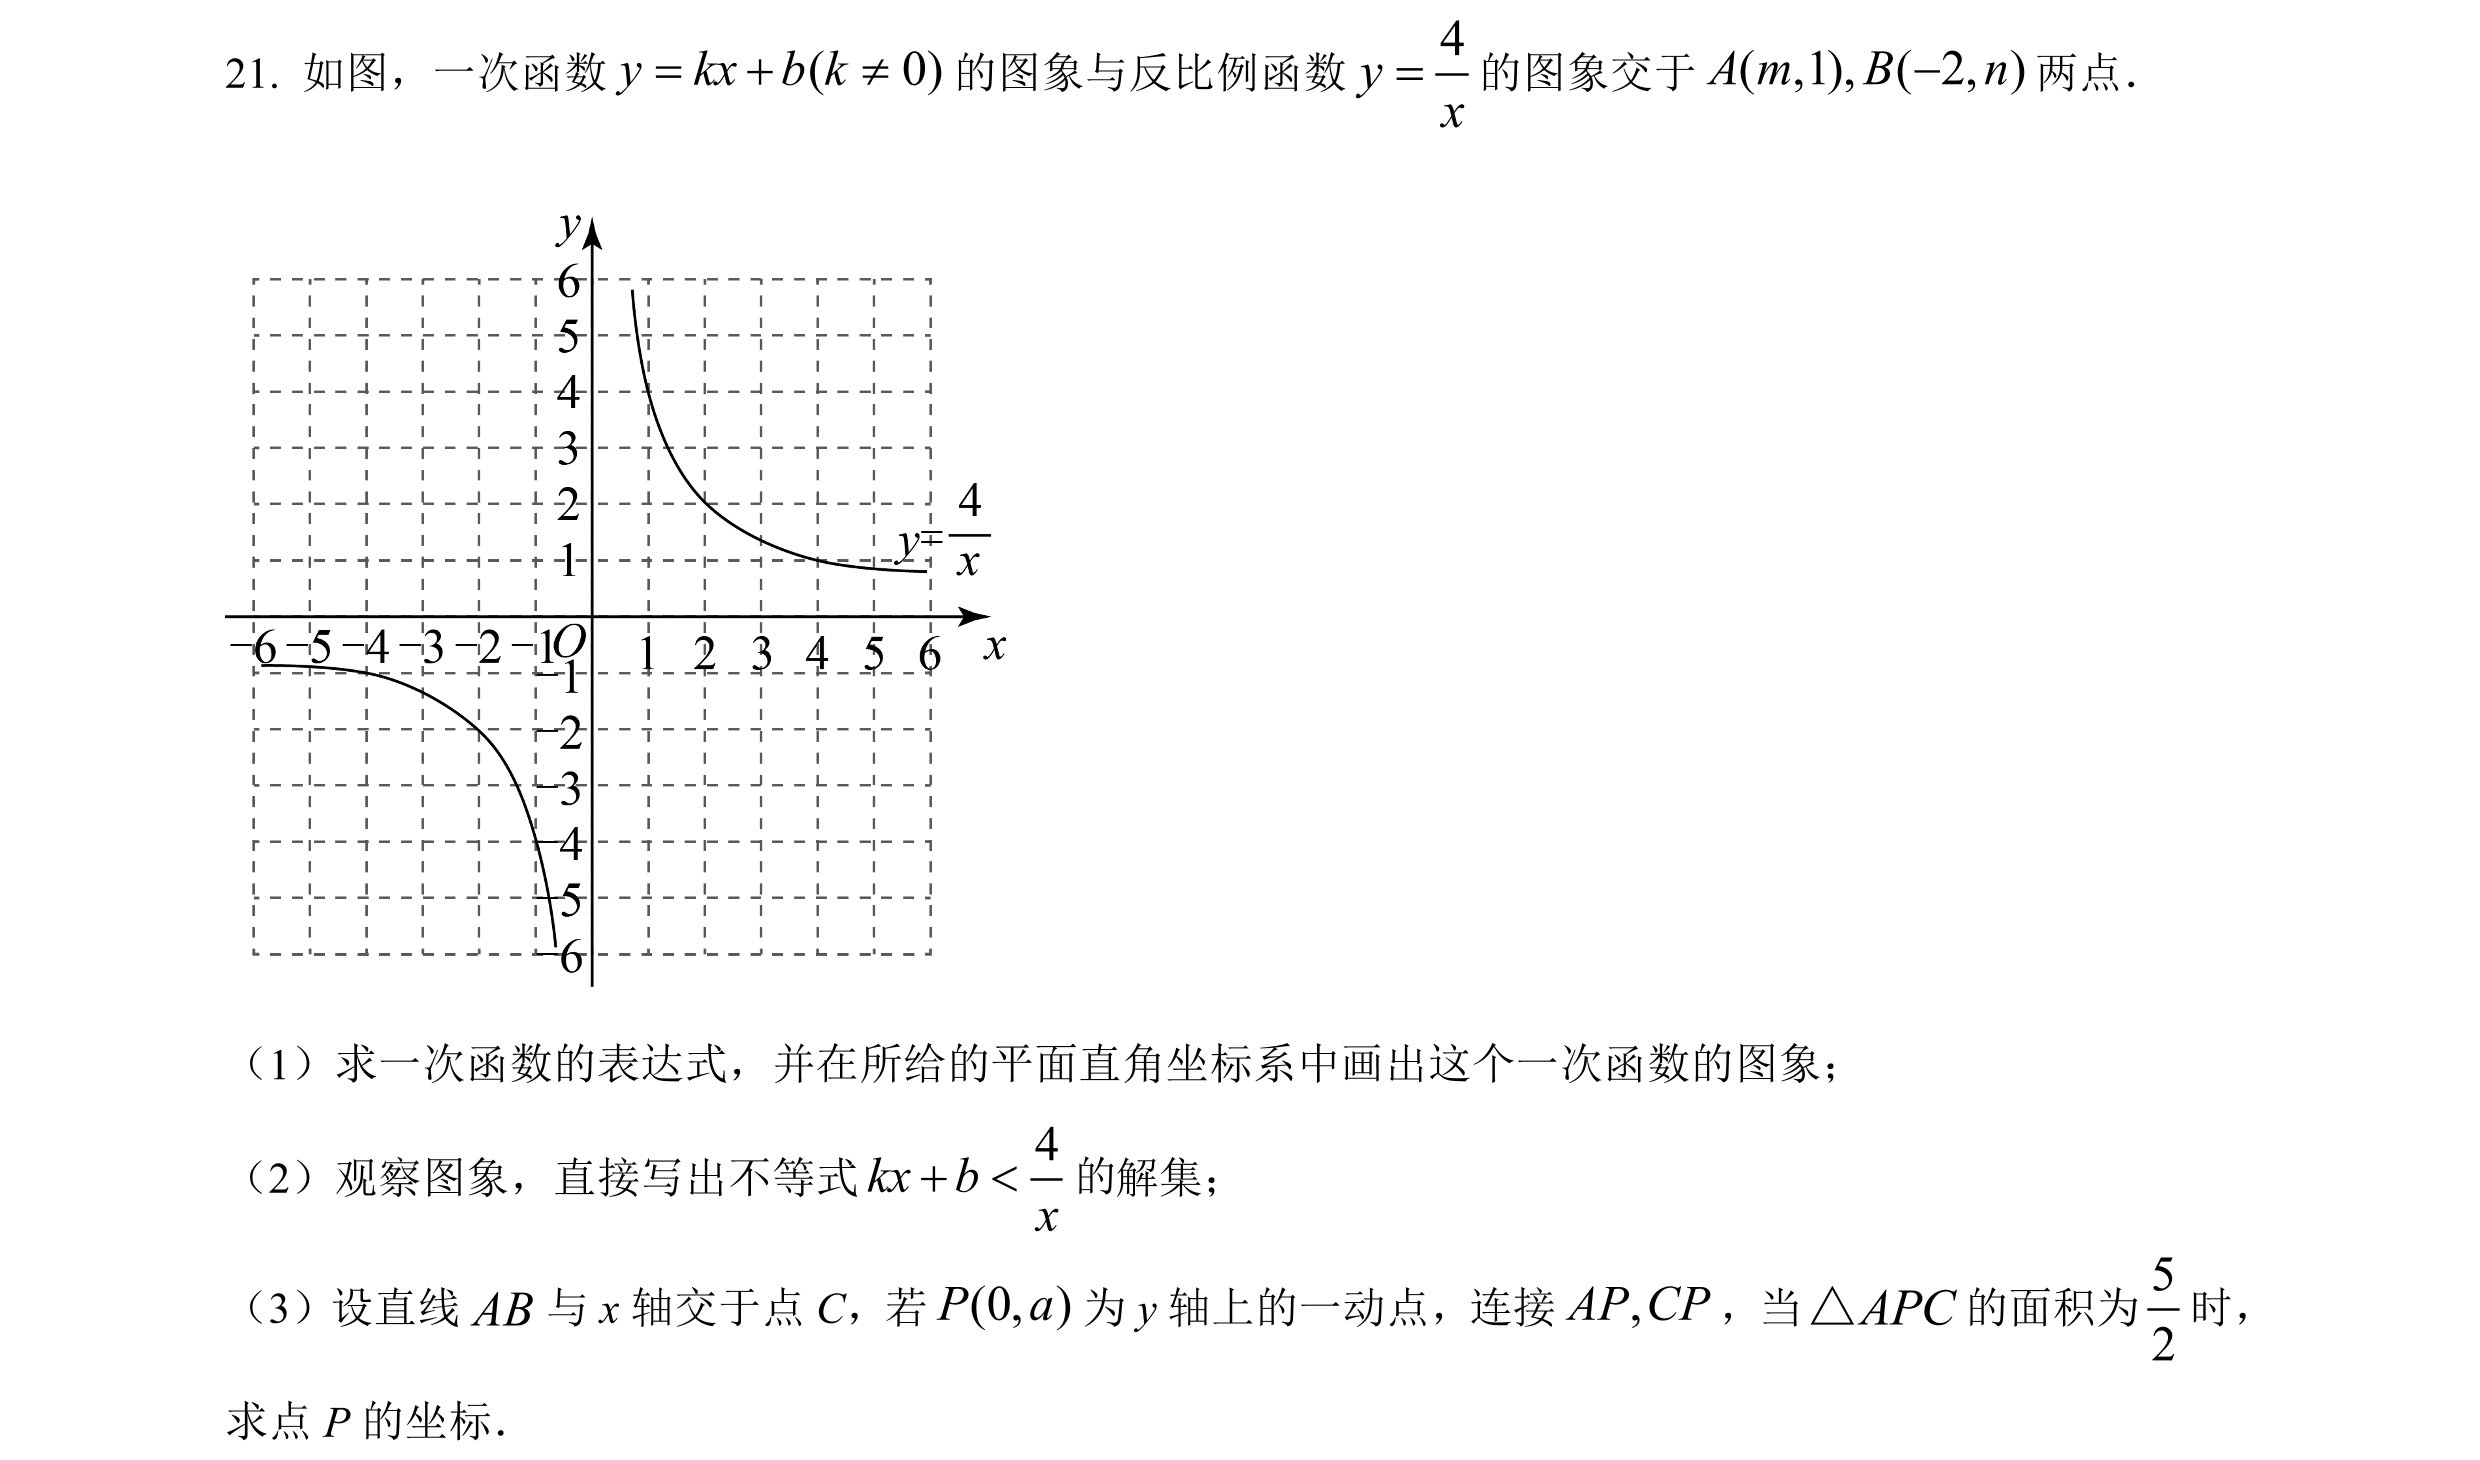 21. 如图，一次函数 y = kx + b(k ≠ 0) 的图象与反比例函数 y = 4/x 的图象交于 A(m,1), B(−2,n) 两点．
y
6
5
4
3
2
1
y= 4/x
−6 −5 −4 −3 −2 −1 O 1 2 3 4 5 6 x
−1
−2
−3
−4
−5
−6
（1）求一次函数的表达式，并在所给的平面直角坐标系中画出这个一次函数的图象；
（2）观察图象，直接写出不等式 kx + b < 4/x 的解集；
（3）设直线 AB 与 x 轴交于点 C，若 P(0,a) 为 y 轴上的一动点，连接 AP,CP，当 △APC 的面积为 5/2 时，
求点 P 的坐标．